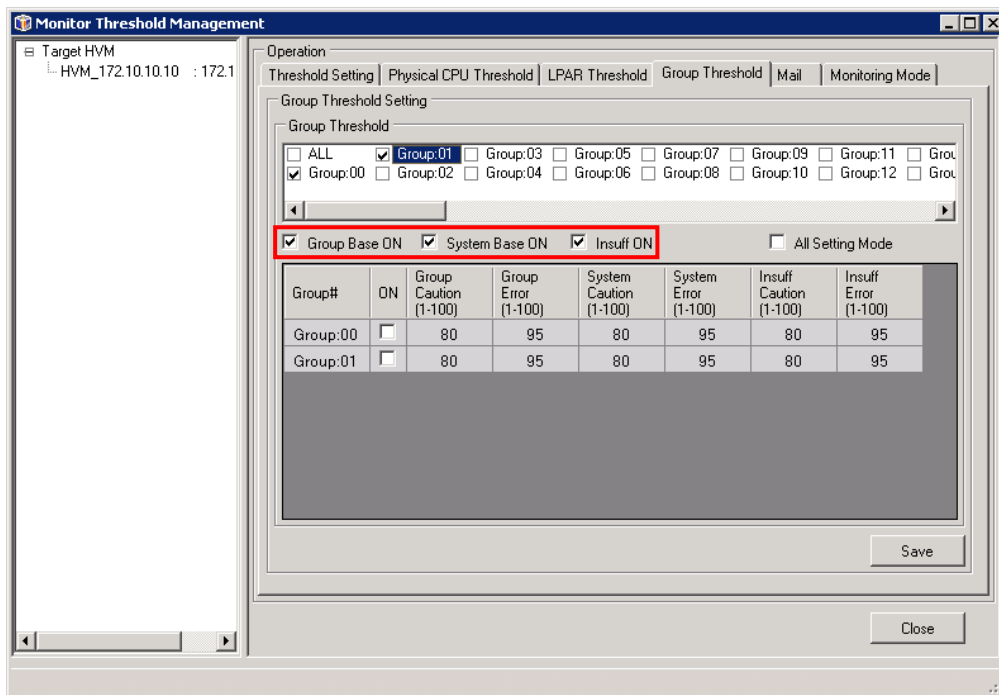 Monitor Threshold Management
Target HVM
HVM_172.10.10.10 : 172.1
Operation
Threshold Setting Physical CPU Threshold LPAR Threshold Group Threshold Mail Monitoring Mode
Group Threshold Setting
Group Threshold
ALL Group:01 Group:03 Group:05 Group:07 Group:09 Group:11 Grou
Group:00 Group:02 Group:04 Group:06 Group:08 Group:10 Group:12 Grou
Group Base ON System Base ON Insuff ON All Setting Mode
Group# ON Group Caution (1-100) Group Error (1-100) System Caution (1-100) System Error (1-100) Insuff Caution (1-100) Insuff Error (1-100)
Group:00 80 95 80 95 80 95
Group:01 80 95 80 95 80 95
Save
Close